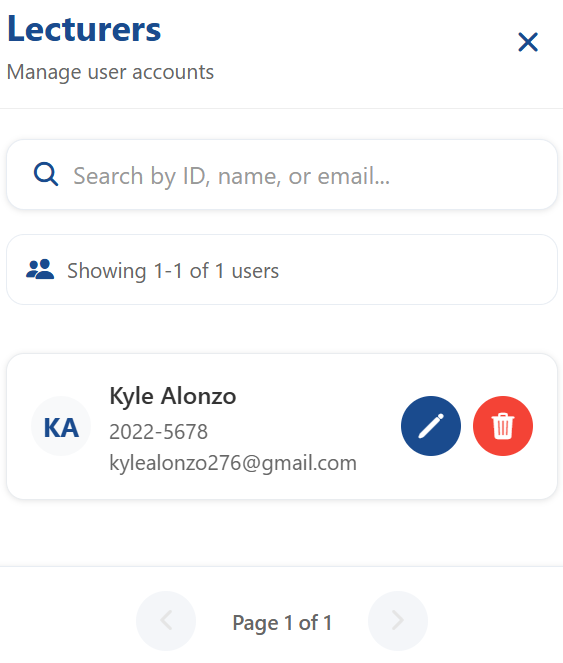 Lecturers
Manage user accounts
Search by ID, name, or email...
Showing 1-1 of 1 users
KA
Kyle Alonzo
2022-5678
kylealonzo276@gmail.com
Page 1 of 1